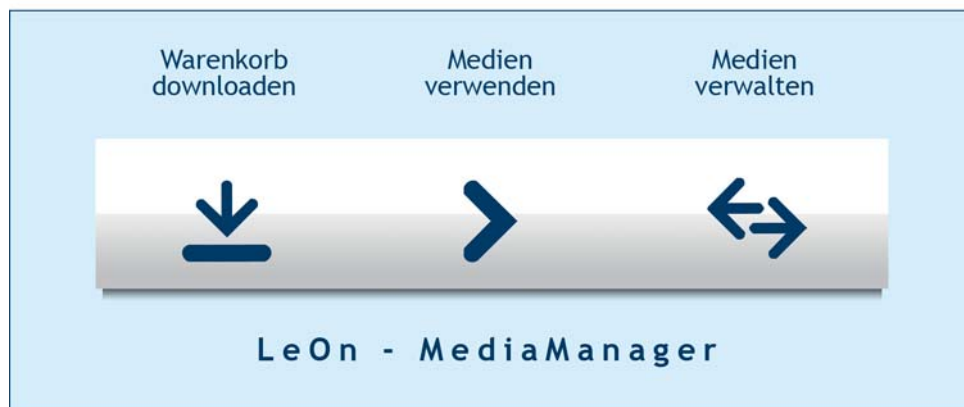 Warenkorb
downloaden
Medien
verwenden
Medien
verwalten
LeOn - MediaManager